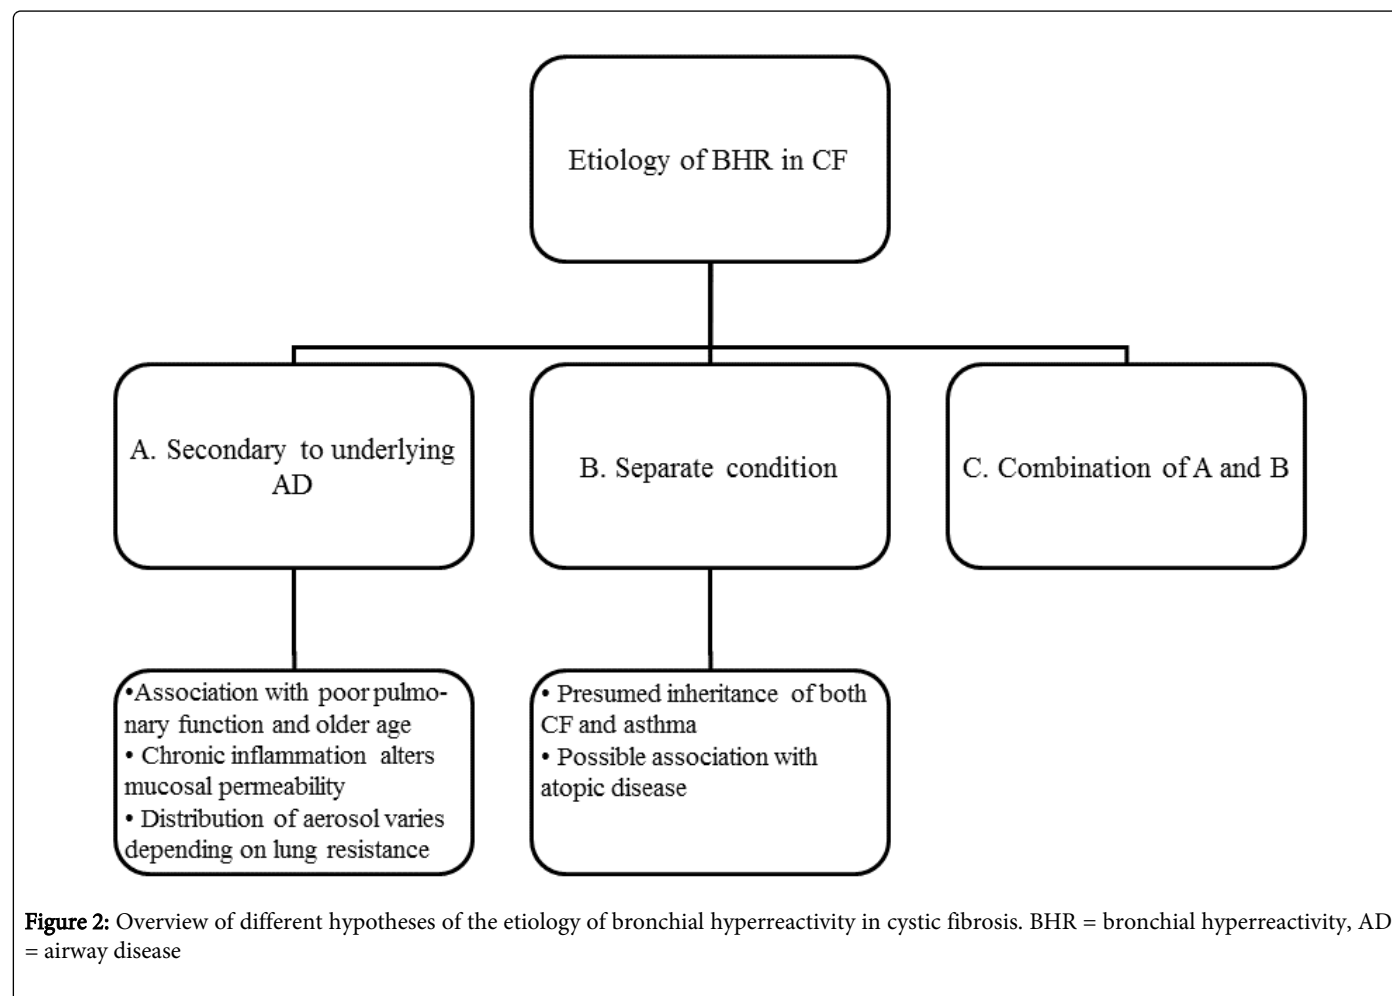 Etiology of BHR in CF
A. Secondary to underlying
AD
B. Separate condition
C. Combination of A and B
•Association with poor pulmo-
nary function and older age
• Chronic inflammation alters
mucosal permeability
• Distribution of aerosol varies
depending on lung resistance
• Presumed inheritance of both
CF and asthma
• Possible association with
atopic disease
Figure 2: Overview of different hypotheses of the etiology of bronchial hyperreactivity in cystic fibrosis. BHR = bronchial hyperreactivity, AD
= airway disease